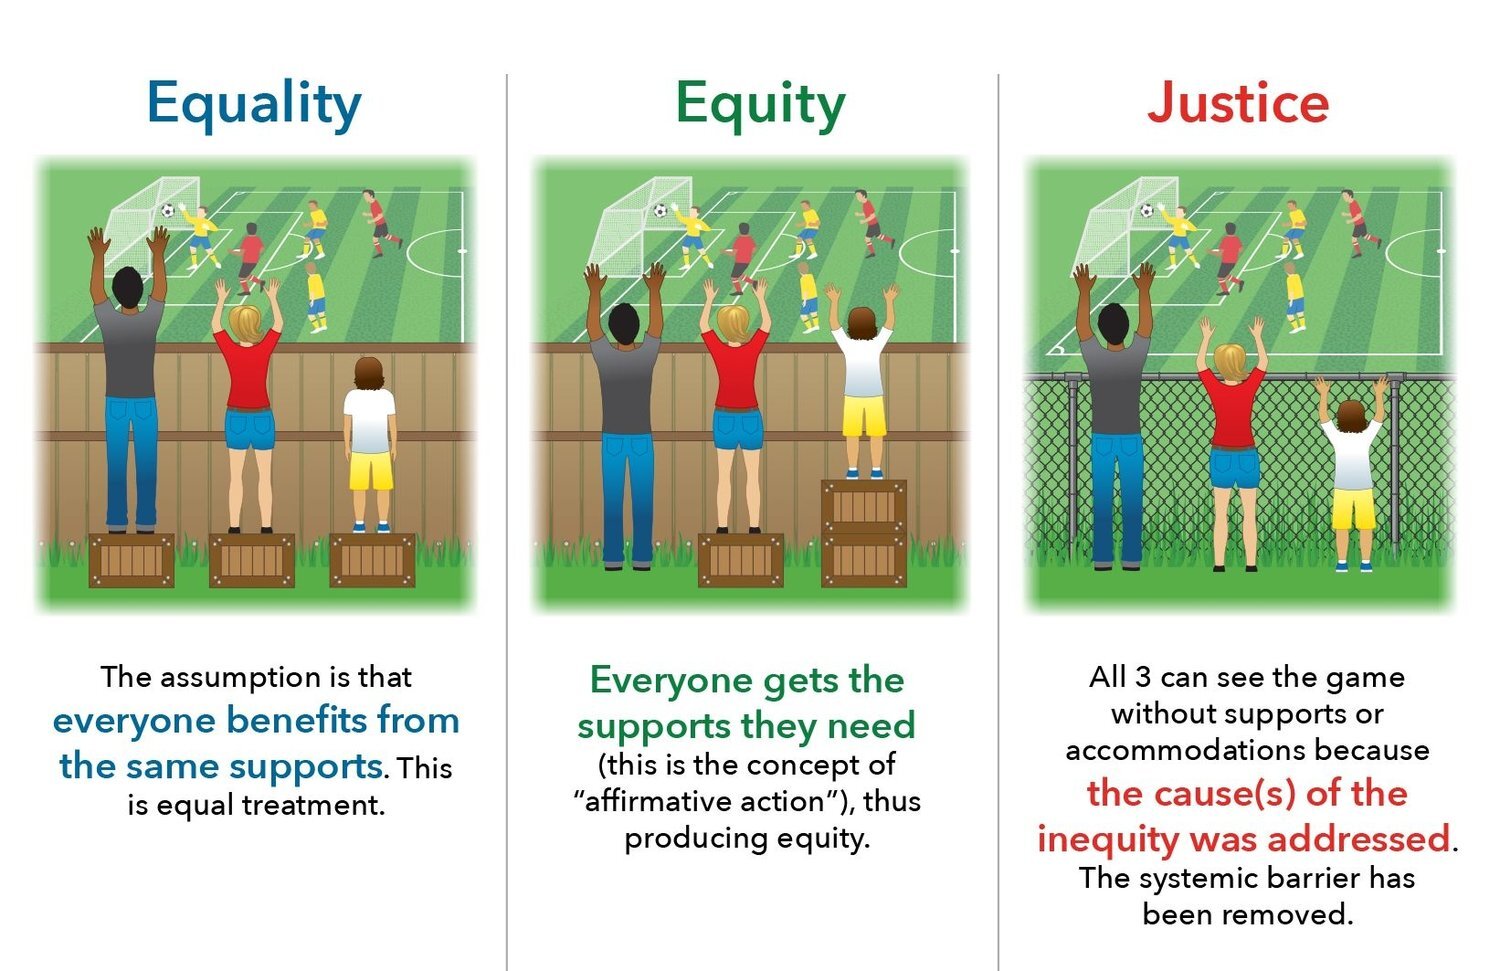 Equality
The assumption is that
everyone benefits from
the same supports. This
is equal treatment.
Equity
Everyone gets the
supports they need
(this is the concept of
“affirmative action”), thus
producing equity.
Justice
All 3 can see the game
without supports or
accommodations because
the cause(s) of the
inequity was addressed.
The systemic barrier has
been removed.